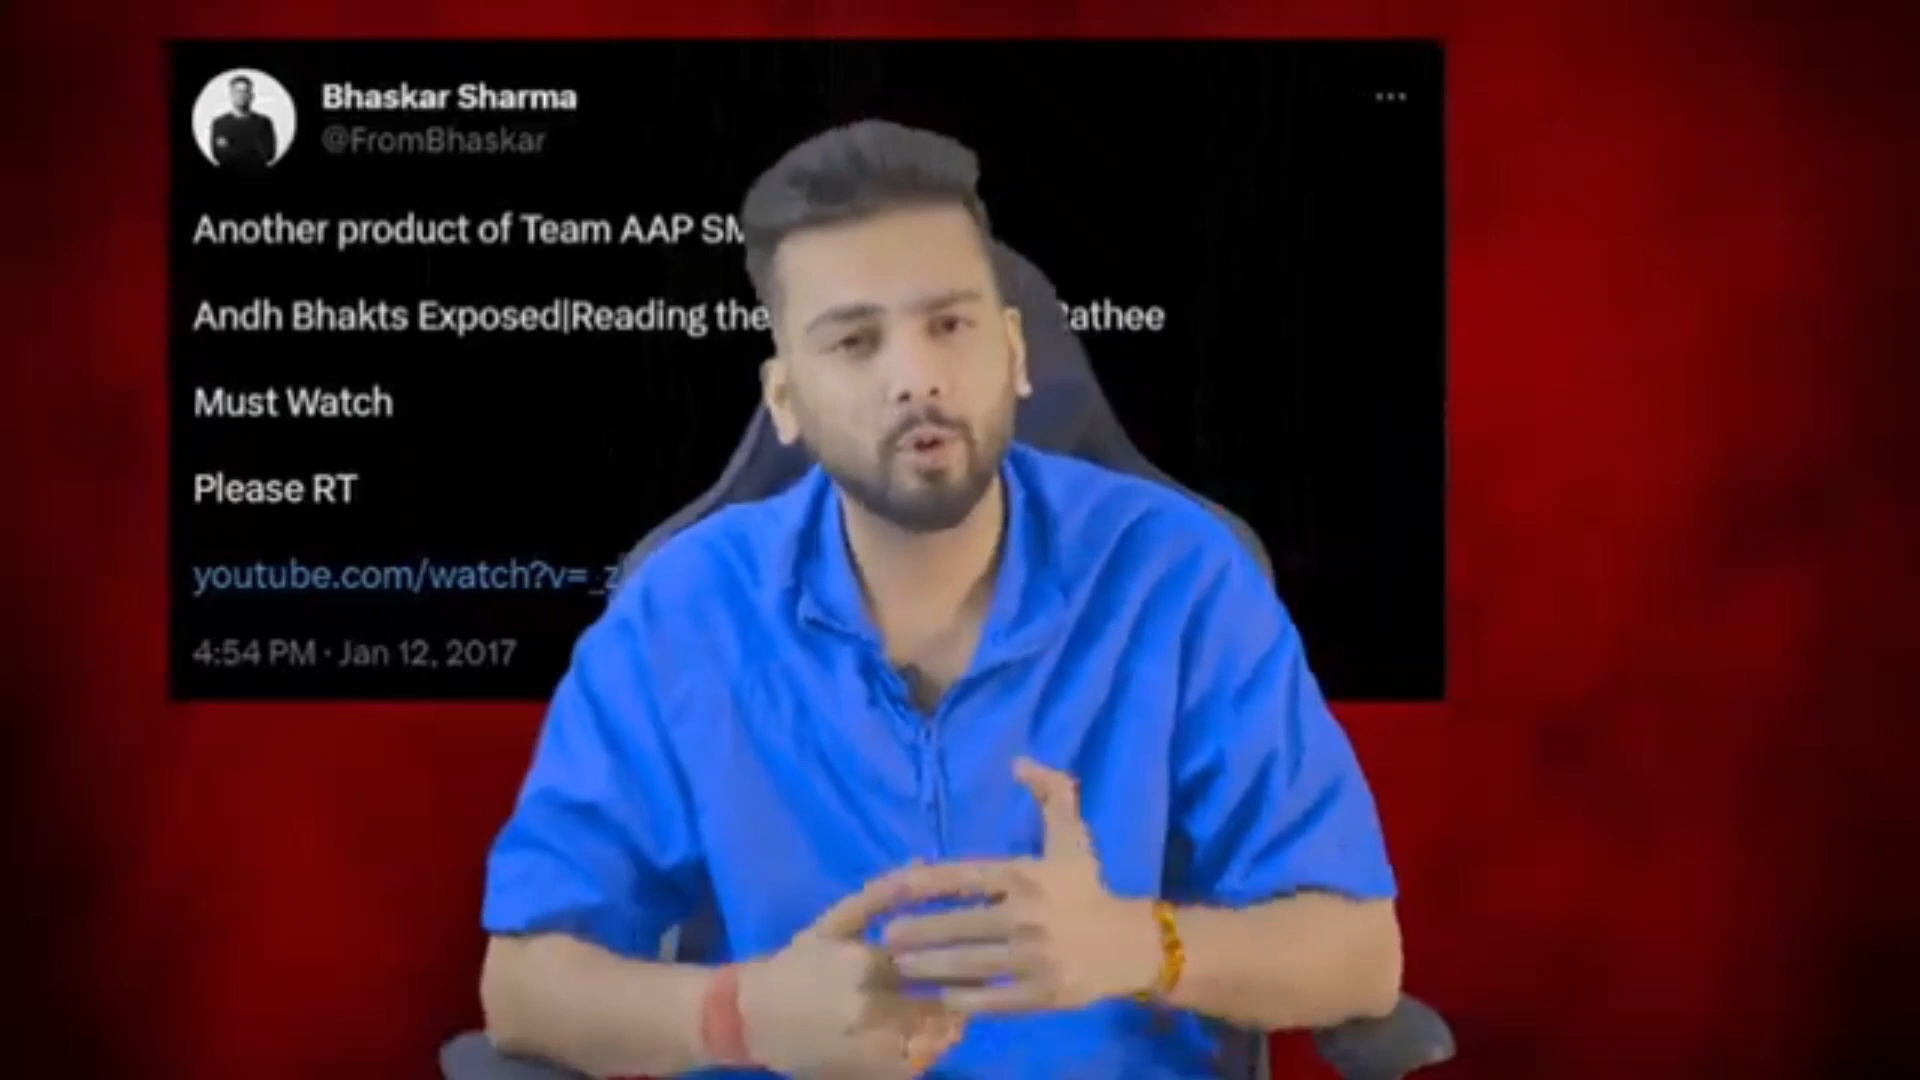 Bhaskar Sharma
@FromBhaskar
Another product of Team AAP
Andh Bhakts Exposed|Reading the
Must Watch
Please RT
youtube.com/watch?v=_z
4:54 PM · Jan 12, 2017